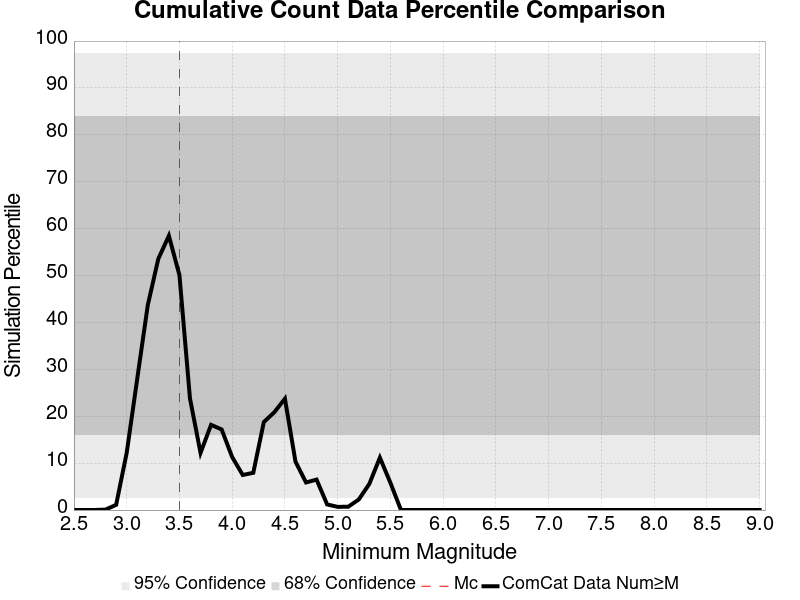 Cumulative Count Data Percentile Comparison
100
90
80
70
60
50
40
30
20
10
0
Simulation Percentile
2.5 3.0 3.5 4.0 4.5 5.0 5.5 6.0 6.5 7.0 7.5 8.0 8.5 9.0
Minimum Magnitude
95% Confidence 68% Confidence Mc ComCat Data Num≥M